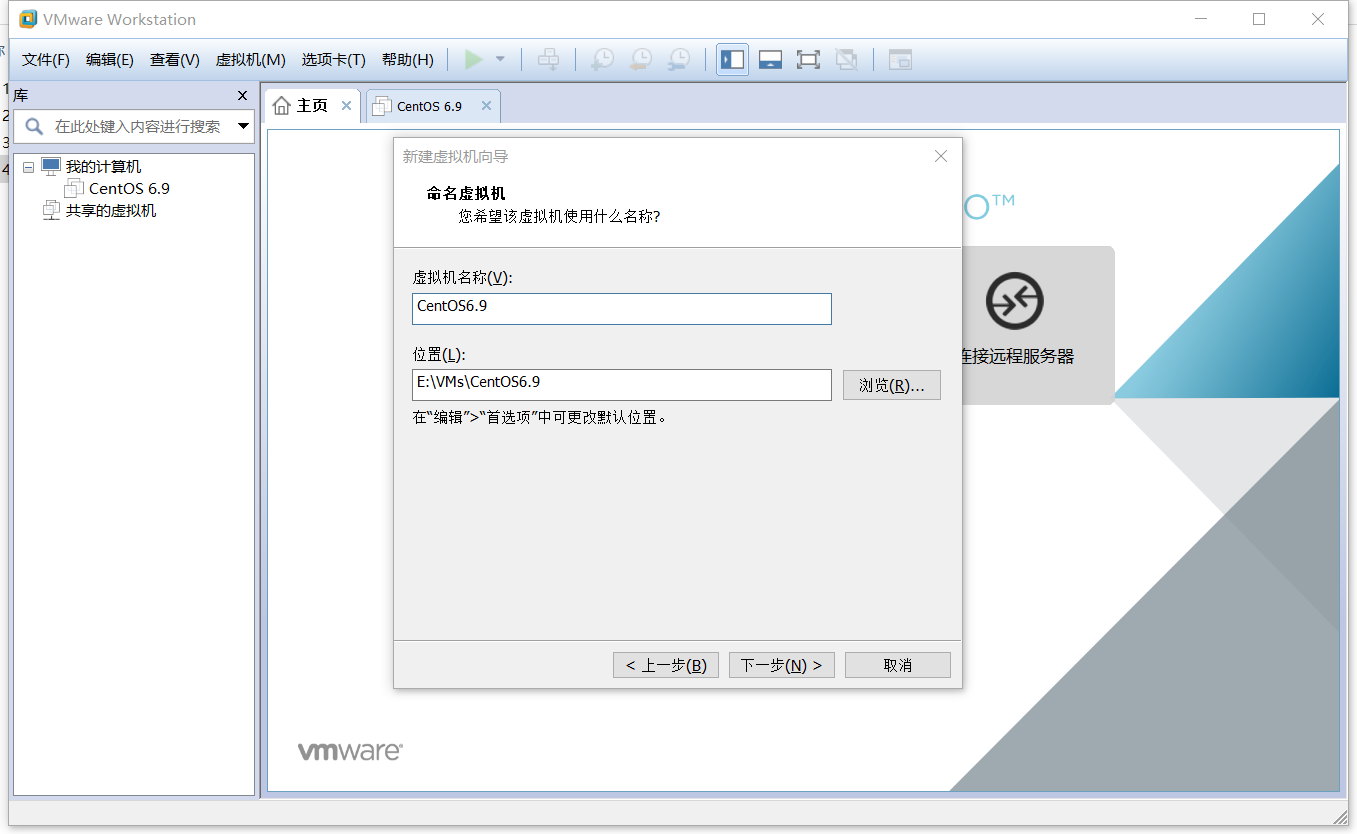 VMware Workstation
文件(F) 编辑(E) 查看(V) 虚拟机(M) 选项卡(T) 帮助(H)
库
主页
CentOS 6.9
在此处键入内容进行搜索
我的计算机
CentOS 6.9
共享的虚拟机
新建虚拟机向导
命名虚拟机
您希望该虚拟机使用什么名称?
O™
虚拟机名称(V):
CentOS6.9
位置(L):
E:\VMs\CentOS6.9
浏览(R)...
在“编辑”>“首选项”中可更改默认位置。
连接远程服务器
< 上一步(B) 下一步(N) > 取消
vmware®